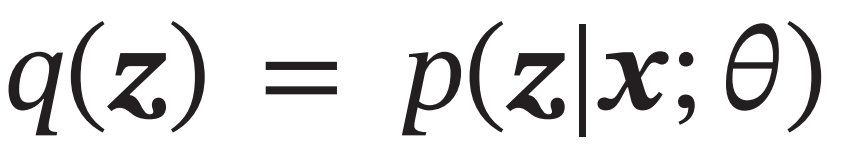 q(z) = p(z|x; θ)